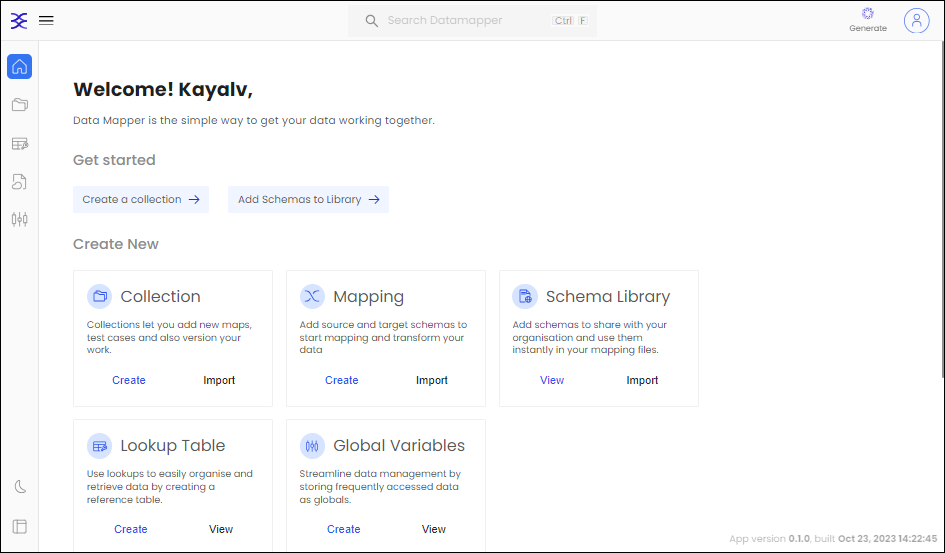 Search Datamapper Ctrl F
Generate
Welcome! Kayalv,
Data Mapper is the simple way to get your data working together.
Get started
Create a collection → Add Schemas to Library →
Create New
Collection
Collections let you add new maps,
test cases and also version your
work.
Create Import
Mapping
Add source and target schemas to
start mapping and transform your
data
Create Import
Schema Library
Add schemas to share with your
organisation and use them
instantly in your mapping files.
View Import
Lookup Table
Use lookups to easily organise and
retrieve data by creating a
reference table.
Create View
Global Variables
Streamline data management by
storing frequently accessed data
as globals.
Create View
App version 0.1.0, built Oct 23, 2023 14:22:45